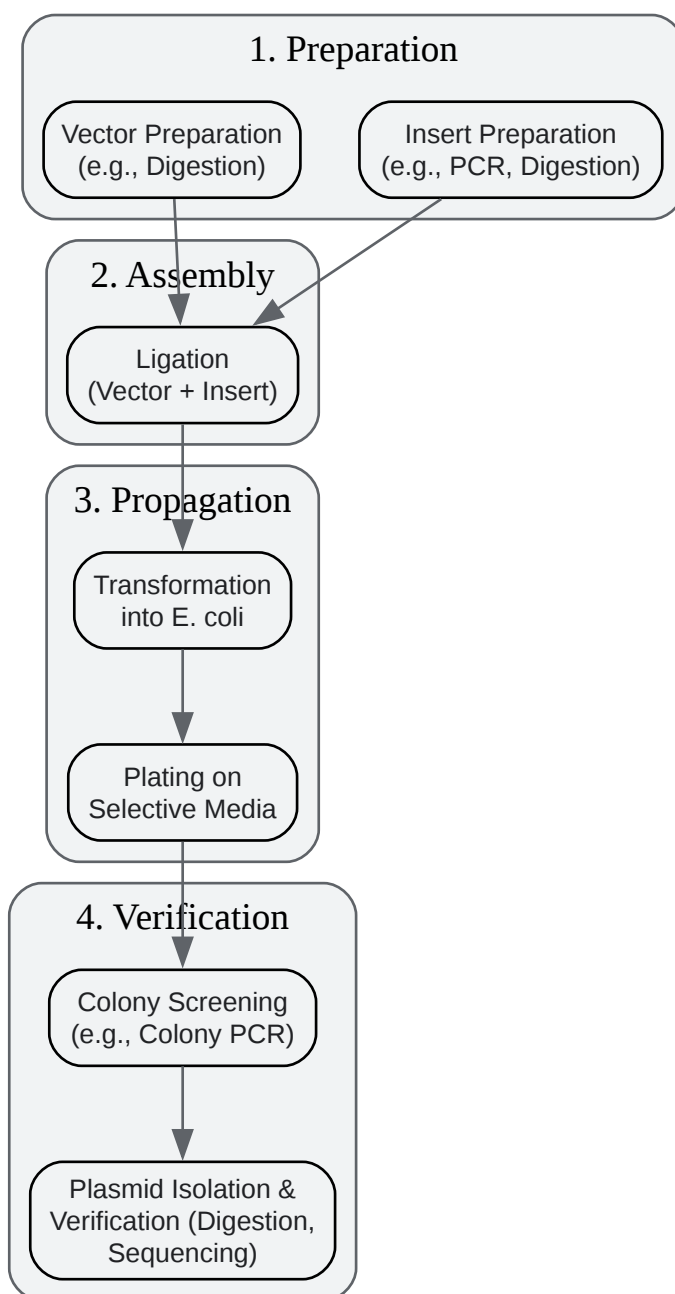 1. Preparation
Vector Preparation
(e.g., Digestion)
Insert Preparation
(e.g., PCR, Digestion)
2. Assembly
Ligation
(Vector + Insert)
3. Propagation
Transformation
into E. coli
Plating on
Selective Media
4. Verification
Colony Screening
(e.g., Colony PCR)
Plasmid Isolation &
Verification (Digestion,
Sequencing)